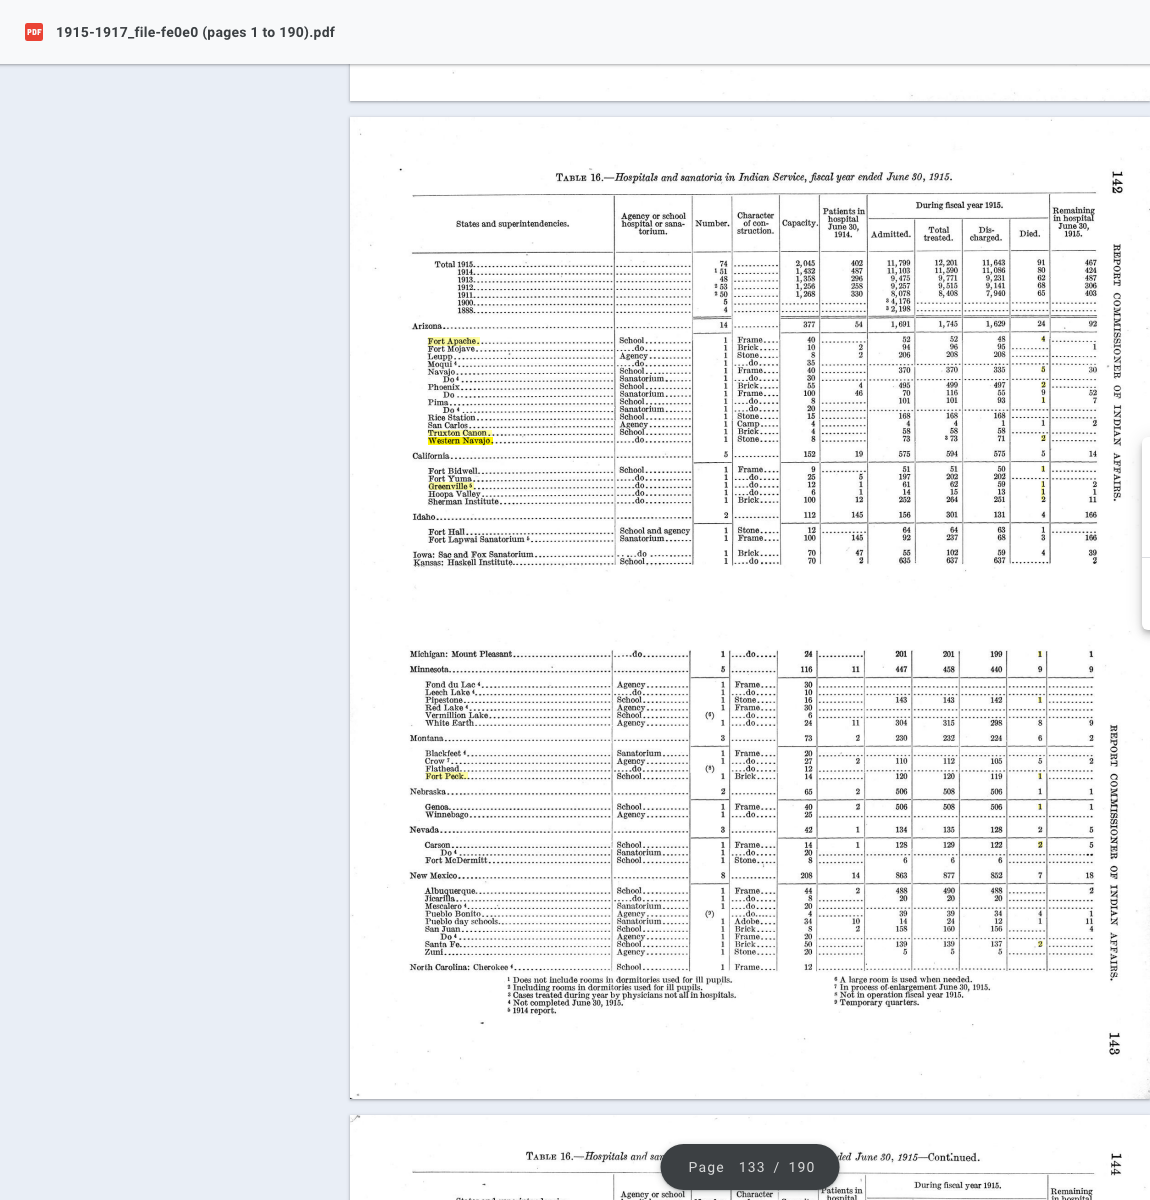 1915-1917_file-fe0e0 (pages 1 to 190).pdf
TABLE 16.—Hospitals and sanatoria in Indian Service, fiscal year ended June 30, 1915.
142
States and superintendencies. Agency or school hospital or sanatorium. Number. Character of construction. Capacity. Patients in hospital June 30, 1914. During fiscal year 1915. Admitted. Total treated. Discharged. Died. Remaining in hospital June 30, 1915.
Total 1915 74 2,045 402 11,799 12,201 11,643 91 467
1914 ¹ 51 1,432 487 11,103 11,590 11,086 80 424
1913 48 1,358 296 9,475 9,771 9,231 62 487
1912 ² 53 1,256 258 9,257 9,515 9,141 68 306
1911 ² 50 1,268 330 8,078 8,408 7,940 65 403
1900 5 ³ 4,176
1888 4 ³ 2,198
Arizona 14 377 54 1,691 1,745 1,629 24 92
Fort Apache School 1 Frame 40 52 52 48 4
Fort Mojave do 1 Brick 10 2 94 96 95 1
Leupp Agency 1 Stone 8 2 206 208 208
Moqui ⁴ do 1 do 35
Navajo School 1 Frame 40 370 370 335 5 30
Do ⁴ Sanatorium 1 do 30
Phoenix School 1 Brick 55 4 495 499 497 2
Do Sanatorium 1 Frame 100 46 70 116 55 9 52
Pima School 1 do 8 101 101 93 1 7
Do ⁴ Sanatorium 1 do 20
Rice Station School 1 Stone 15 168 168 168
San Carlos Agency 1 Camp 4 4 4 1 1 2
Truxton Canon School 1 Brick 4 58 58 58
Western Navajo do 1 Stone 8 73 ³ 73 71 2
California 5 152 19 575 594 575 5 14
Fort Bidwell School 1 Frame 9 51 51 50 1
Fort Yuma do 1 do 25 5 197 202 202
Greenville ⁵ do 1 do 12 1 61 62 59 1 2
Hoopa Valley do 1 do 6 1 14 15 13 1 1
Sherman Institute do 1 Brick 100 12 252 264 251 2 11
Idaho 2 112 145 156 301 131 4 166
Fort Hall School and agency 1 Stone 12 64 64 63 1
Fort Lapwai Sanatorium ⁵ Sanatorium 1 Frame 100 145 92 237 68 3 166
Iowa: Sac and Fox Sanatorium do 1 Brick 70 47 55 102 59 4 39
Kansas: Haskell Institute School 1 do 70 2 635 637 637 2
REPORT COMMISSIONER OF INDIAN AFFAIRS.
Michigan: Mount Pleasant do 1 do 24 201 201 199 1 1
Minnesota 5 116 11 447 458 440 9 9
Fond du Lac ⁴ Agency 1 Frame 30
Leech Lake ⁴ do 1 do 10
Pipestone School 1 Stone 16 143 143 142 1
Red Lake ⁴ Agency 1 Frame 30
Vermillion Lake School (⁶) do 6
White Earth Agency 1 do 24 11 304 315 298 8 9
Montana 3 73 2 230 232 224 6 2
Blackfeet ⁴ Sanatorium 1 Frame 20
Crow ⁷ Agency 1 do 27 2 110 112 105 5 2
Flathead do (⁸) do 12
Fort Peck School 1 Brick 14 120 120 119 1
Nebraska 2 65 2 506 508 506 1 1
Genoa School 1 Frame 40 2 506 508 506 1 1
Winnebago Agency 1 do 25
Nevada 3 42 1 134 135 128 2 5
Carson School 1 Frame 14 1 128 129 122 2 5
Do ⁴ Sanatorium 1 do 20
Fort McDermitt School 1 Stone 8 6 6 6
New Mexico 8 208 14 863 877 852 7 18
Albuquerque School 1 Frame 44 2 488 490 488 2
Jicarilla do 1 do 8 20 20 20
Mescalero ⁴ Sanatorium 1 do 20
Pueblo Bonito Agency (⁹) do 4 39 39 34 4 1
Pueblo day schools Sanatorium 1 Adobe 34 10 14 24 12 1 11
San Juan School 1 Brick 8 2 158 160 156 4
Do ⁴ Agency 1 Frame 20
Santa Fe School 1 Brick 50 139 139 137 2
Zuni Agency 1 Stone 20 5 5 5
North Carolina: Cherokee ⁴ School 1 Frame 12
REPORT COMMISSIONER OF INDIAN AFFAIRS.
¹ Does not include rooms in dormitories used for ill pupils.
² Including rooms in dormitories used for ill pupils.
³ Cases treated during year by physicians not all in hospitals.
⁴ Not completed June 30, 1915.
⁵ 1914 report.
⁶ A large room is used when needed.
⁷ In process of enlargement June 30, 1915.
⁸ Not in operation fiscal year 1915.
⁹ Temporary quarters.
143
TABLE 16.—Hospitals and ded June 30, 1915—Continued.
144
Page 133 / 190
During fiscal year 1915.
Agency or school Character Patients in Remaining